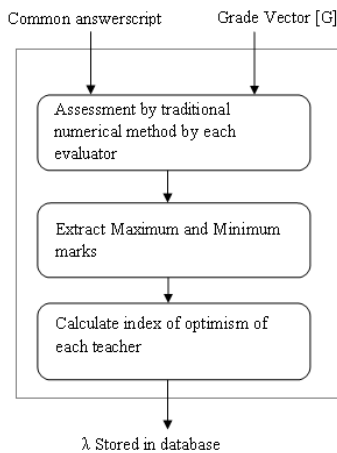 Common answerscript
Grade Vector [G]
Assessment by traditional
numerical method by each
evaluator
Extract Maximum and Minimum
marks
Calculate index of optimism of
each teacher
λ Stored in database